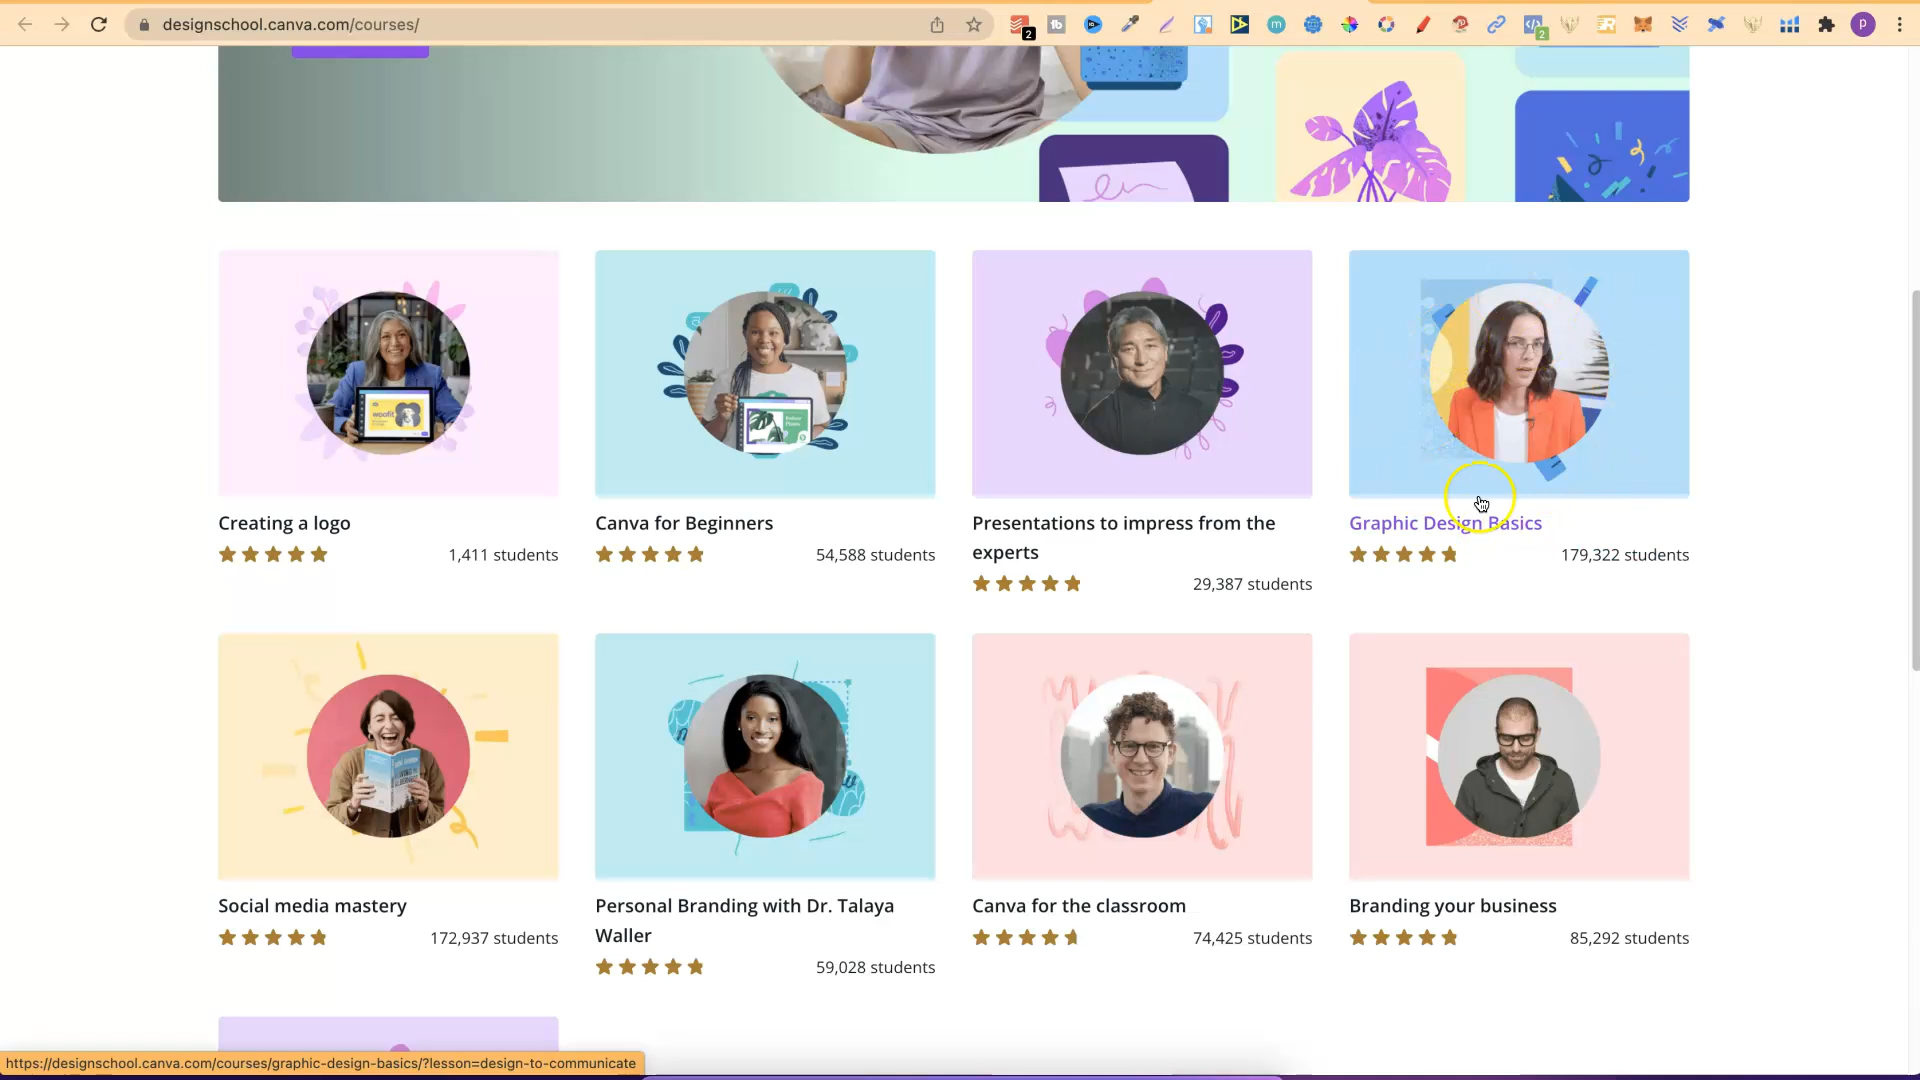 designschool.canva.com/courses/
2
2
P
woofit
Creating a logo
1,411 students
Canva for Beginners
54,588 students
Presentations to impress from the
experts
29,387 students
Graphic Design Basics
179,322 students
Social media mastery
172,937 students
Personal Branding with Dr. Talaya
Waller
59,028 students
Canva for the classroom
74,425 students
Branding your business
85,292 students
https://designschool.canva.com/courses/graphic-design-basics/?lesson=design-to-communicate